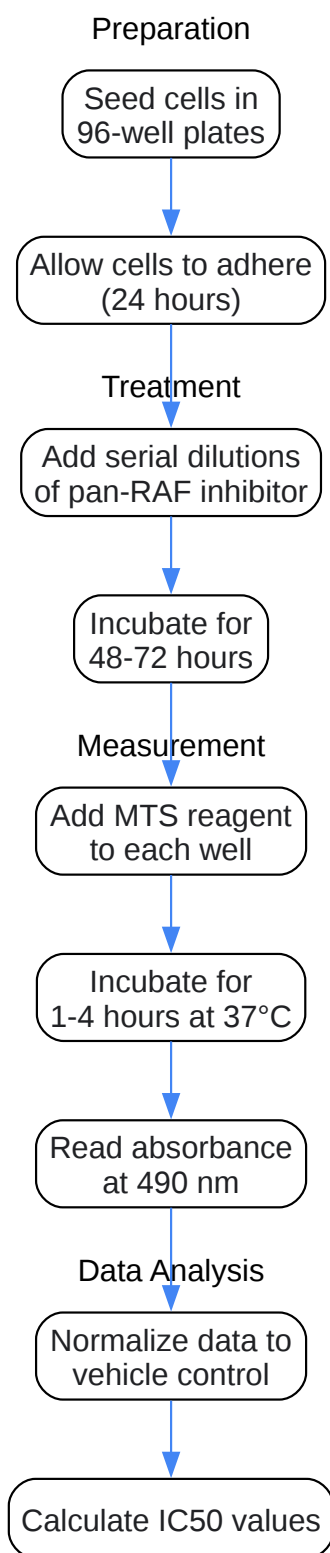 Preparation
Seed cells in
96-well plates
Allow cells to adhere
(24 hours)
Treatment
Add serial dilutions
of pan-RAF inhibitor
Incubate for
48-72 hours
Measurement
Add MTS reagent
to each well
Incubate for
1-4 hours at 37°C
Read absorbance
at 490 nm
Data Analysis
Normalize data to
vehicle control
Calculate IC50 values